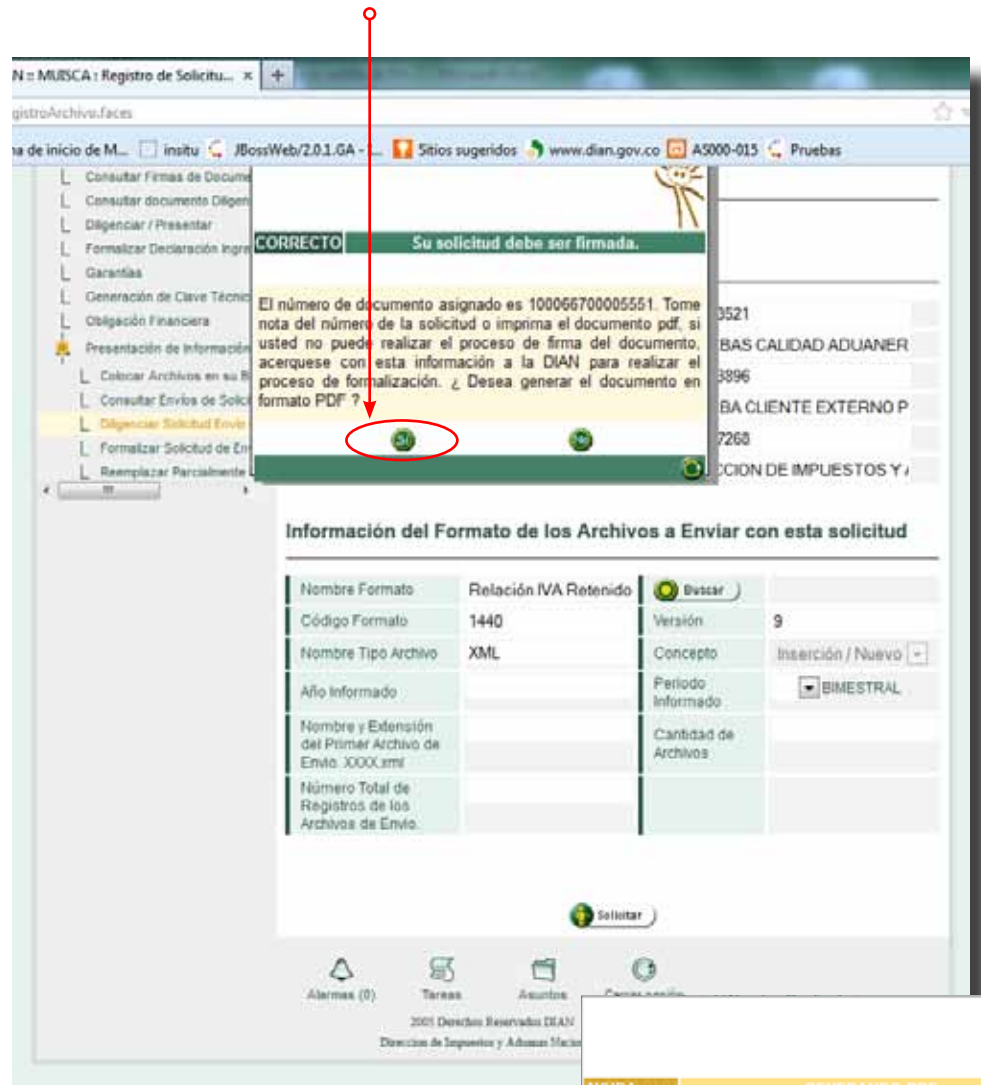 N :: MUISCA : Registro de Solicitu... × +
gistroArchivo.faces
na de inicio de M... insitu JBossWeb/2.0.1.GA - Sitios sugeridos www.dian.gov.co AS000-015 Pruebas
Consultar Firmas de Docume
Consultar documento Diligen
Diligenciar / Presentar
Formalizar Declaración Ingre
Garantías
Generación de Clave Técnic
Obligación Financiera
Presentación de Información
Colocar Archivos en su B
Consultar Envíos de Solici
Diligenciar Solicitud Envío
Formalizar Solicitud de En
Reemplazar Parcialmente
CORRECTO Su solicitud debe ser firmada.
El número de documento asignado es 100066700005551. Tome
nota del número de la solicitud o imprima el documento pdf, si
usted no puede realizar el proceso de firma del documento,
acerquese con esta información a la DIAN para realizar el
proceso de formalización. ¿ Desea generar el documento en
formato PDF ?
Si No
3521
BAS CALIDAD ADUANER
3896
BA CLIENTE EXTERNO P
7268
CCION DE IMPUESTOS Y
Información del Formato de los Archivos a Enviar con esta solicitud
Nombre Formato Relación IVA Retenido Buscar
Código Formato 1440 Versión 9
Nombre Tipo Archivo XML Concepto Inserción / Nuevo
Año Informado Periodo Informado BIMESTRAL
Nombre y Extensión
del Primer Archivo de
Envio. XXXX.xml
Cantidad de
Archivos
Número Total de
Registros de los
Archivos de Envio.
Solicitar
Alarmas (0) Tareas Asuntos
2005 Derechos Reservados DIAN
Direccion de Impuestos y Aduanas Nacion